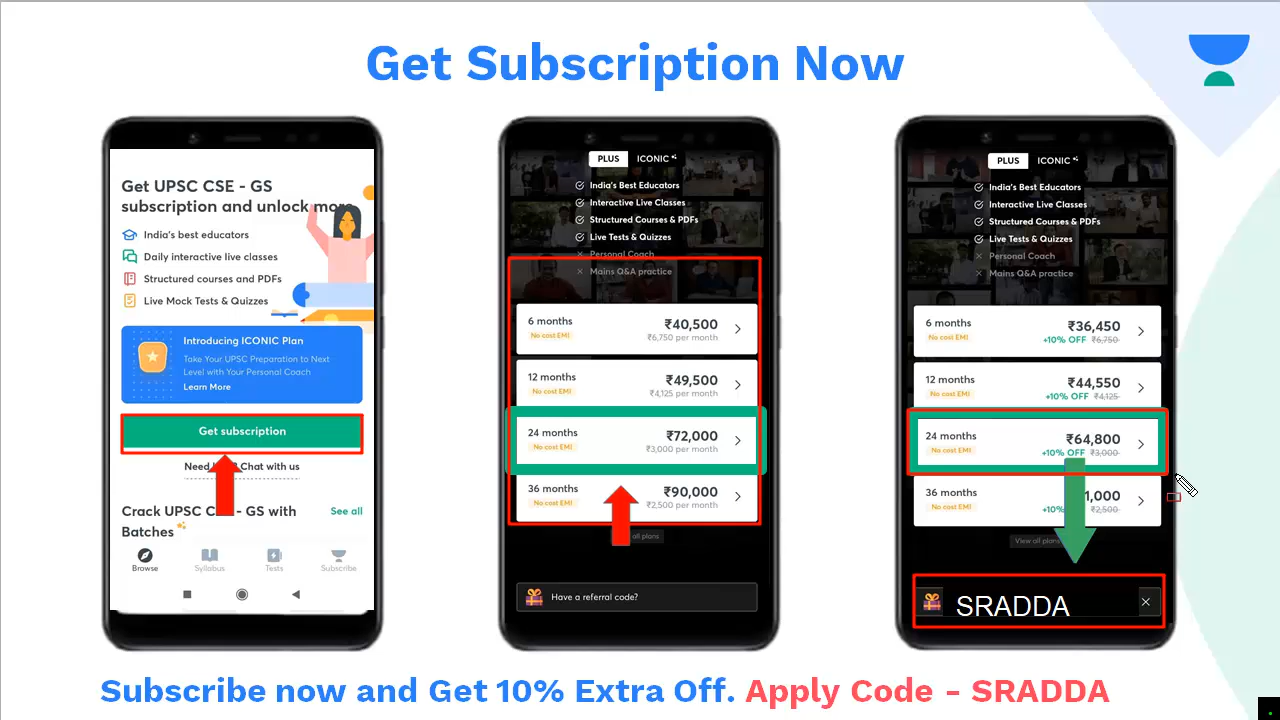 Get Subscription Now
Get UPSC CSE - GS
subscription and unlock more
India's best educators
Daily interactive live classes
Structured courses and PDFs
Live Mock Tests & Quizzes
Introducing ICONIC Plan
Take Your UPSC Preparation to Next
Level with Your Personal Coach
Learn More
Get subscription
Need Chat with us
Crack UPSC C - GS with
Batches
See all
Browse
Syllabus
Tests
Subscribe
PLUS ICONIC
India's Best Educators
Interactive Live Classes
Structured Courses & PDFs
Live Tests & Quizzes
Personal Coach
Mains Q&A practice
6 months ₹40,500
No cost EMI ₹6,750 per month
12 months ₹49,500
No cost EMI ₹4,125 per month
24 months ₹72,000
No cost EMI ₹3,000 per month
36 months ₹90,000
No cost EMI ₹2,500 per month
all plans
Have a referral code?
PLUS ICONIC
India's Best Educators
Interactive Live Classes
Structured Courses & PDFs
Live Tests & Quizzes
Personal Coach
Mains Q&A practice
6 months ₹36,450
No cost EMI +10% OFF ₹6,750
12 months ₹44,550
No cost EMI +10% OFF ₹4,125
24 months ₹64,800
No cost EMI +10% OFF ₹3,000
36 months 1,000
No cost EMI +10% ₹2,500
View all plans
SRADDA
Subscribe now and Get 10% Extra Off. Apply Code - SRADDA